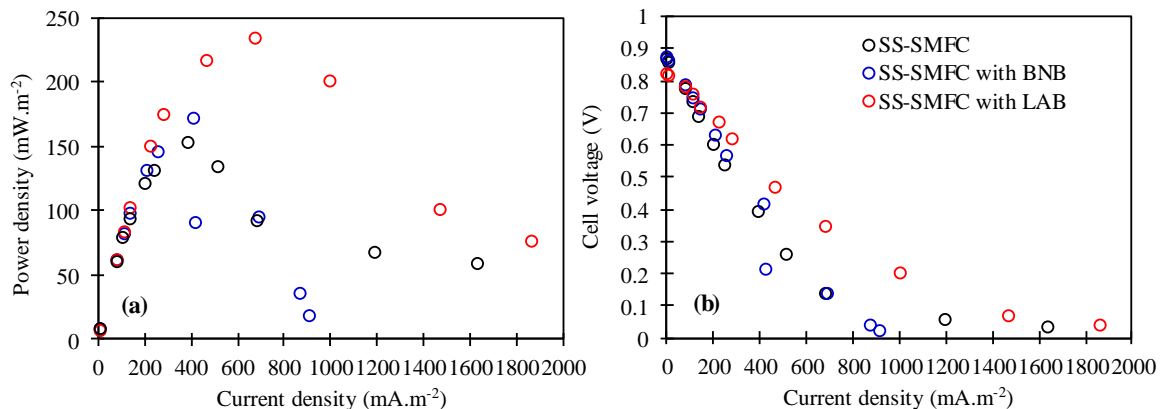 250
200
150
100
50
0
Power density (mW.m-2)
(a)
0 200 400 600 800 1000 1200 1400 1600 1800 2000
Current density (mA.m-2)
1
0.9
0.8
0.7
0.6
0.5
0.4
0.3
0.2
0.1
0
Cell voltage (V)
SS-SMFC
SS-SMFC with BNB
SS-SMFC with LAB
(b)
0 200 400 600 800 1000 1200 1400 1600 1800 2000
Current density (mA.m-2)